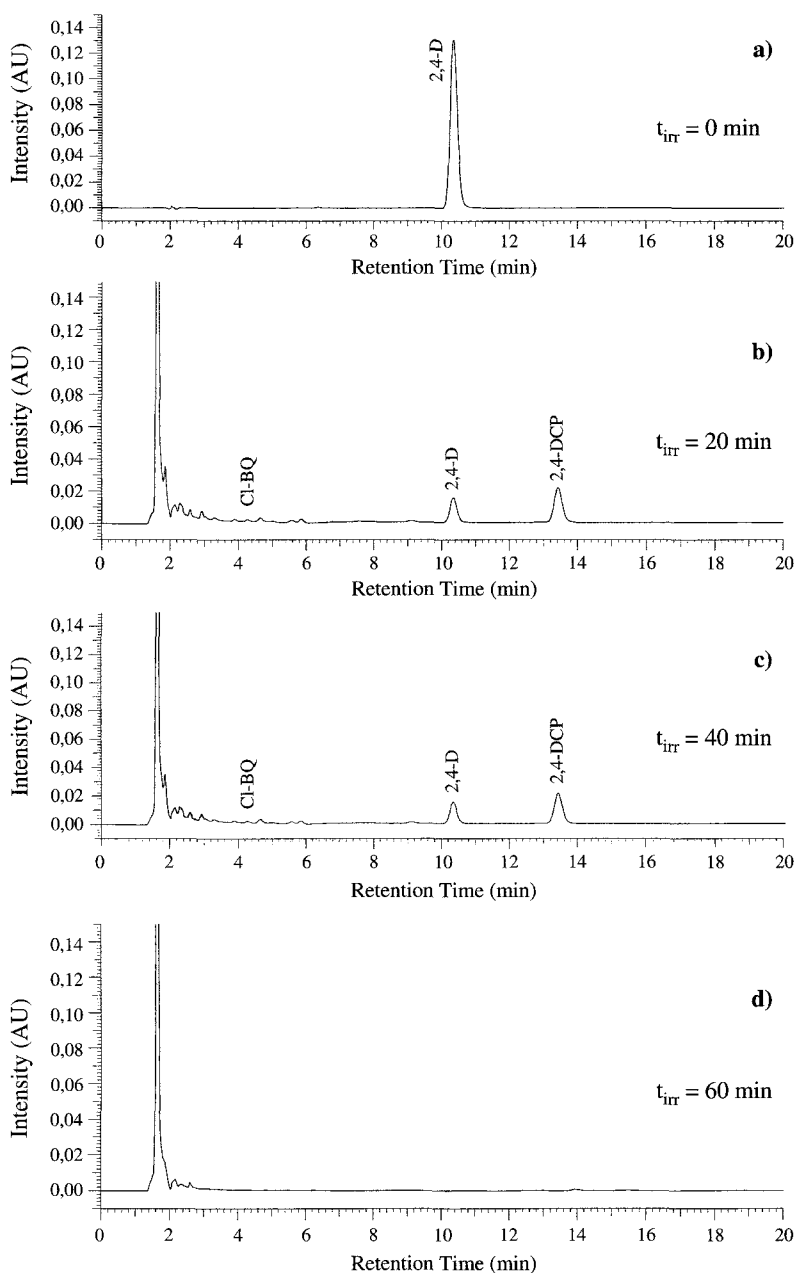 a)
Intensity (AU)
0,14
0,12
0,10
0,08
0,06
0,04
0,02
0,00
2,4-D
t_irr = 0 min
0 2 4 6 8 10 12 14 16 18 20
Retention Time (min)
b)
Intensity (AU)
0,14
0,12
0,10
0,08
0,06
0,04
0,02
0,00
Cl-BQ
2,4-D
2,4-DCP
t_irr = 20 min
0 2 4 6 8 10 12 14 16 18 20
Retention Time (min)
c)
Intensity (AU)
0,14
0,12
0,10
0,08
0,06
0,04
0,02
0,00
Cl-BQ
2,4-D
2,4-DCP
t_irr = 40 min
0 2 4 6 8 10 12 14 16 18 20
Retention Time (min)
d)
Intensity (AU)
0,14
0,12
0,10
0,08
0,06
0,04
0,02
0,00
t_irr = 60 min
0 2 4 6 8 10 12 14 16 18 20
Retention Time (min)